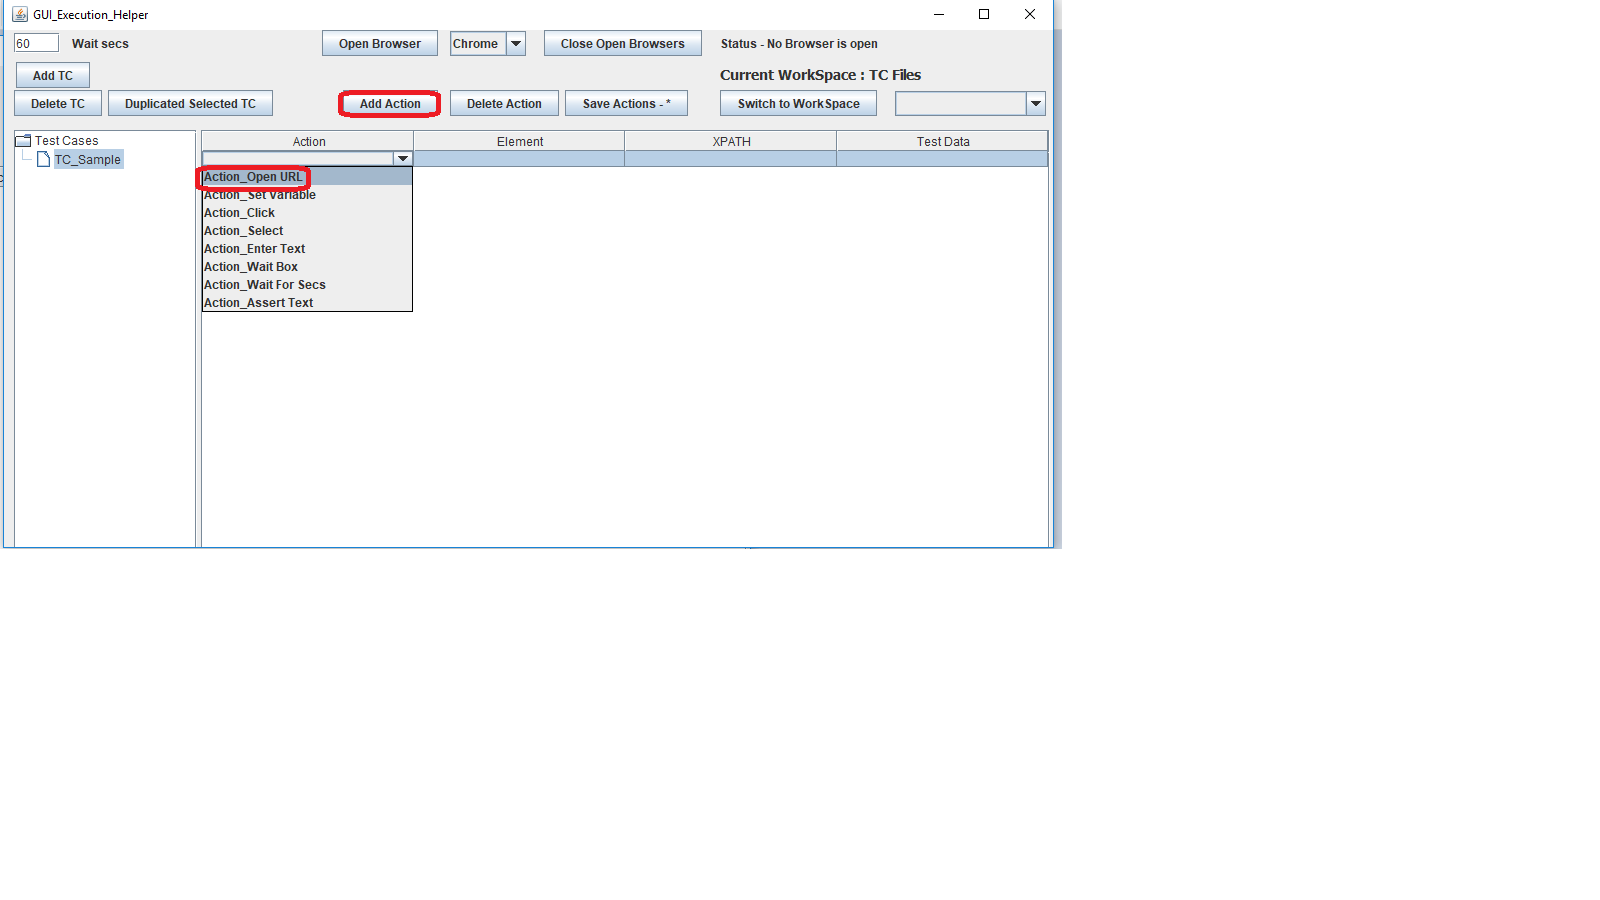 GUI_Execution_Helper
60 Wait secs Open Browser Chrome Close Open Browsers Status - No Browser is open
Add TC Current WorkSpace : TC Files
Delete TC Duplicated Selected TC Add Action Delete Action Save Actions - * Switch to WorkSpace
Test Cases Action Element XPATH Test Data
TC_Sample
Action_Open URL
Action_Set Variable
Action_Click
Action_Select
Action_Enter Text
Action_Wait Box
Action_Wait For Secs
Action_Assert Text